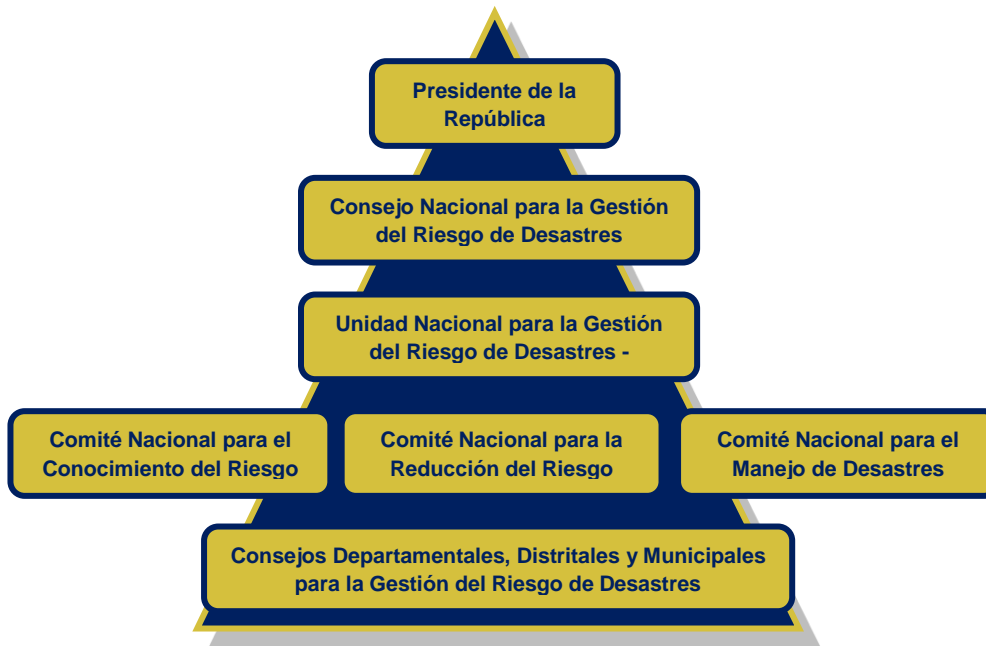 Presidente de la
República
Consejo Nacional para la Gestión
del Riesgo de Desastres
Unidad Nacional para la Gestión
del Riesgo de Desastres -
Comité Nacional para el
Conocimiento del Riesgo
Comité Nacional para la
Reducción del Riesgo
Comité Nacional para el
Manejo de Desastres
Consejos Departamentales, Distritales y Municipales
para la Gestión del Riesgo de Desastres